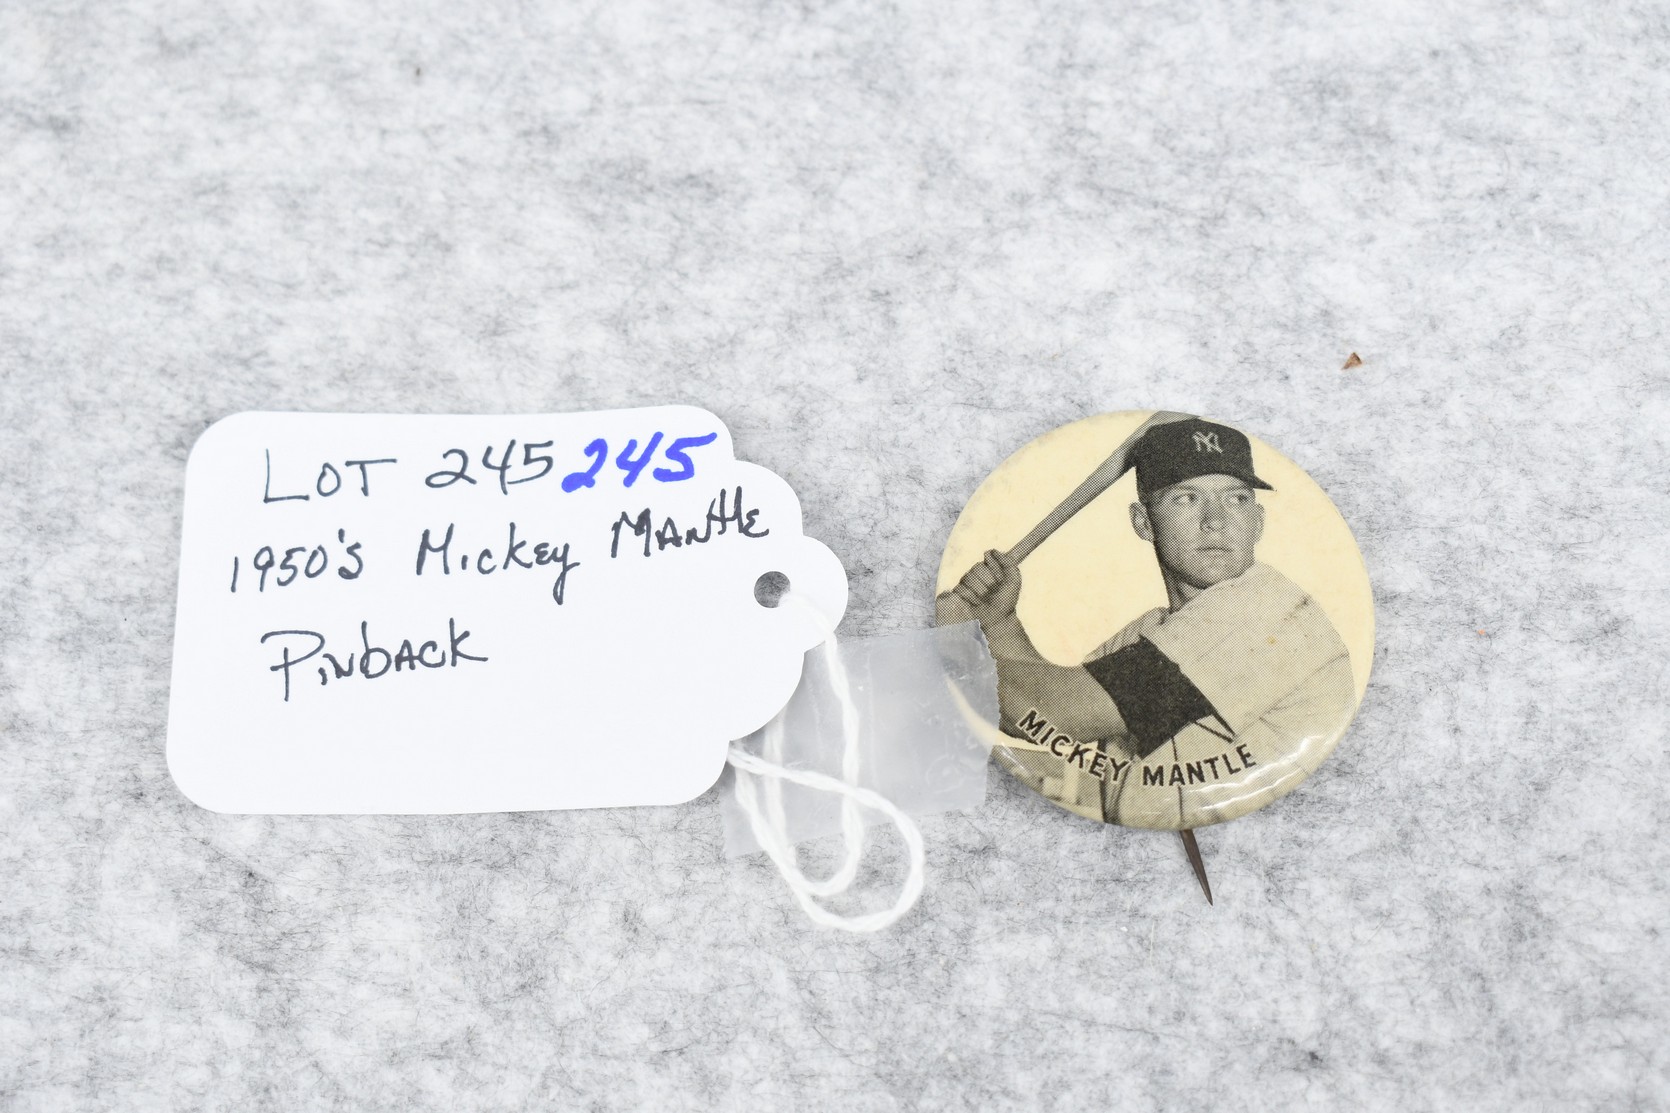 LOT 245 245
1950's Mickey Mantle
Pinback
NY
MICKEY MANTLE